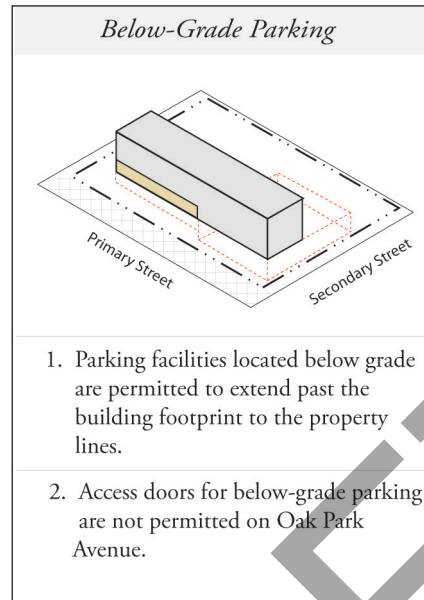 Below-Grade Parking
Primary Street
Secondary Street
1. Parking facilities located below grade
are permitted to extend past the
building footprint to the property
lines.
2. Access doors for below-grade parking
are not permitted on Oak Park
Avenue.